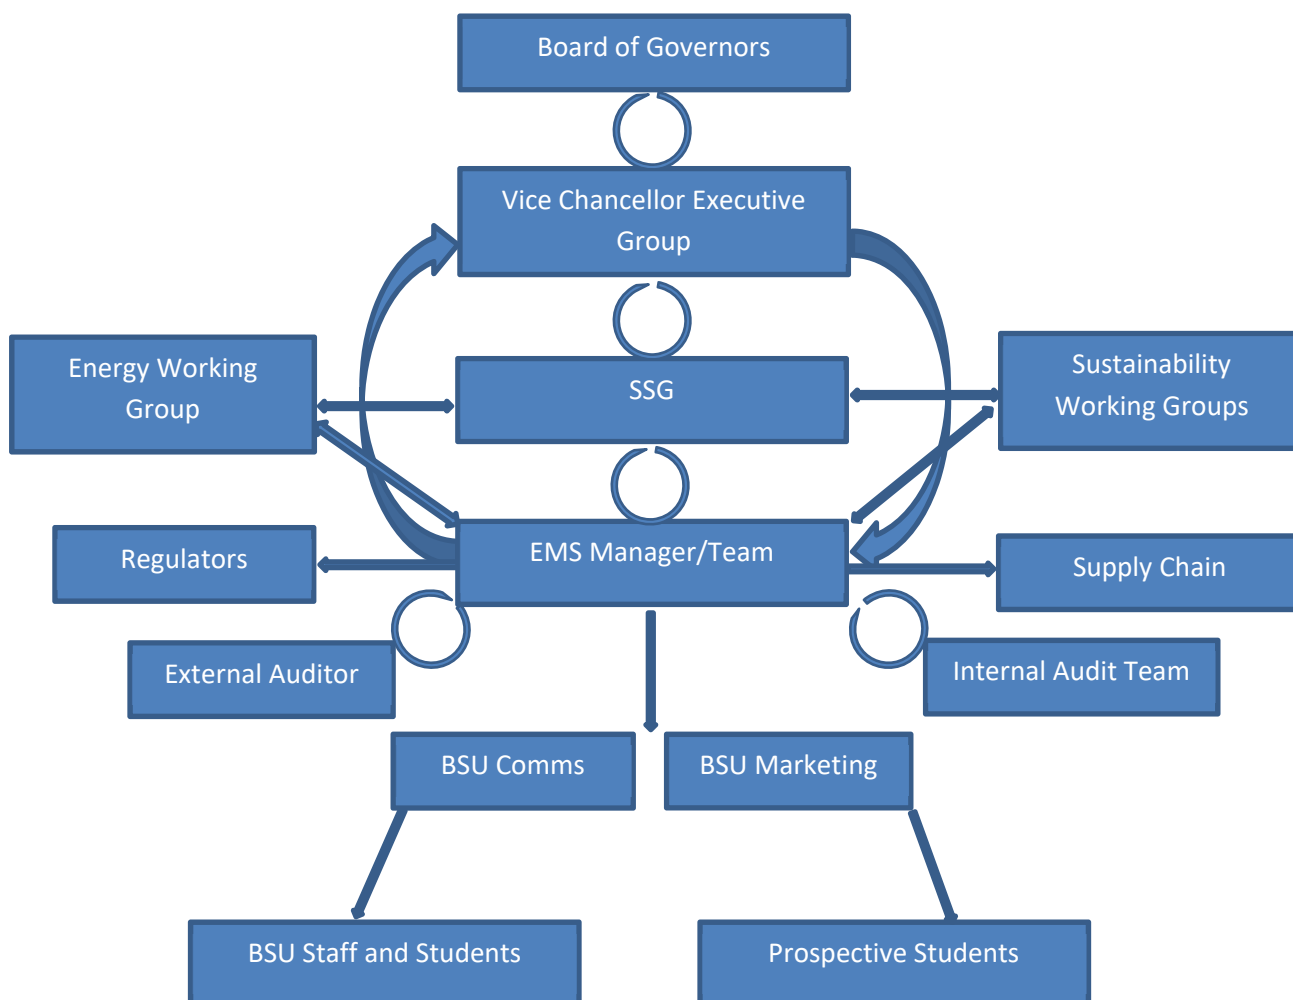 Board of Governors
Vice Chancellor Executive
Group
Energy Working
Group
SSG
Sustainability
Working Groups
Regulators
EMS Manager/Team
Supply Chain
External Auditor
Internal Audit Team
BSU Comms
BSU Marketing
BSU Staff and Students
Prospective Students